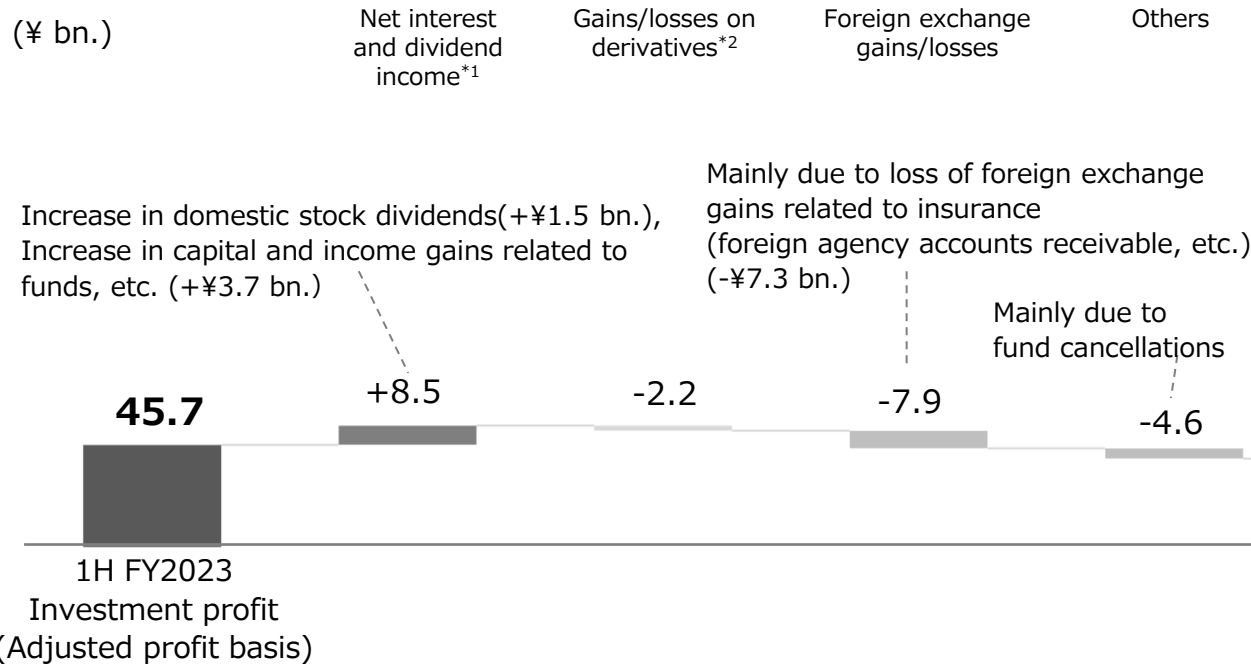 (¥ bn.)
Net interest
and dividend
income*1
Gains/losses on
derivatives*2
Foreign exchange
gains/losses
Others
Increase in domestic stock dividends(+¥1.5 bn.),
Increase in capital and income gains related to
funds, etc. (+¥3.7 bn.)
Mainly due to loss of foreign exchange
gains related to insurance
(foreign agency accounts receivable, etc.)
(-¥7.3 bn.)
Mainly due to
fund cancellations
45.7
+8.5
-2.2
-7.9
-4.6
1H FY2023
Investment profit
(Adjusted profit basis)